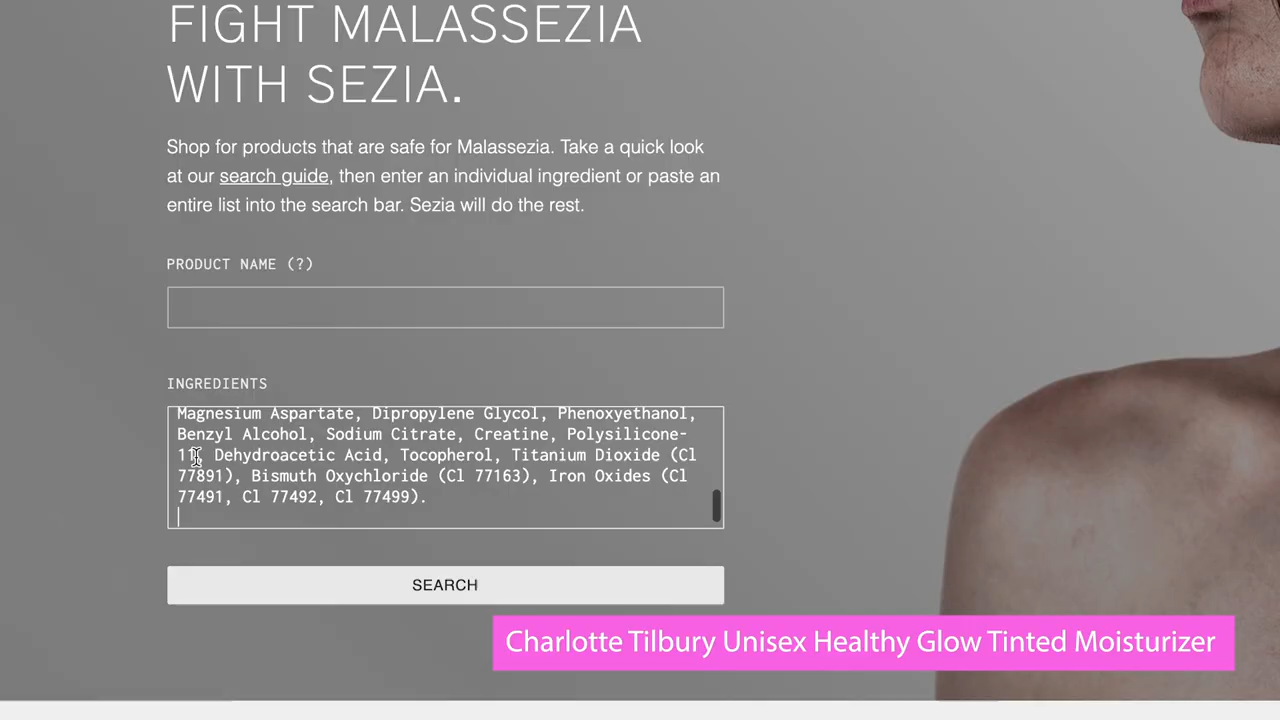 FIGHT MALASSEZIA
WITH SEZIA.
Shop for products that are safe for Malassezia. Take a quick look
at our search guide, then enter an individual ingredient or paste an
entire list into the search bar. Sezia will do the rest.
PRODUCT NAME (?)
INGREDIENTS
Magnesium Aspartate, Dipropylene Glycol, Phenoxyethanol,
Benzyl Alcohol, Sodium Citrate, Creatine, Polysilicone-
11, Dehydroacetic Acid, Tocopherol, Titanium Dioxide (Cl
77891), Bismuth Oxychloride (Cl 77163), Iron Oxides (Cl
77491, Cl 77492, Cl 77499).
SEARCH
Charlotte Tilbury Unisex Healthy Glow Tinted Moisturizer